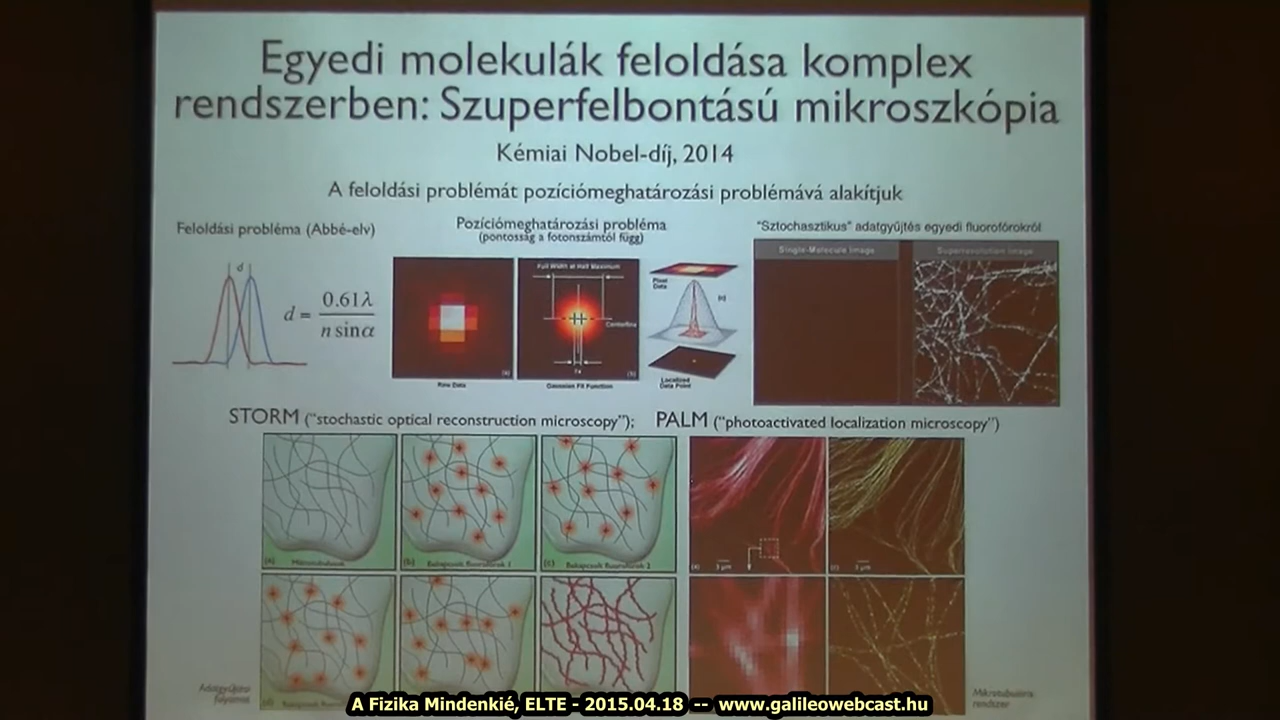 Egyedi molekulák feloldása komplex
rendszerben: Szuperfelbontású mikroszkópia
Kémiai Nobel-díj, 2014
A feloldási problémát pozíciómeghatározási problémává alakítjuk
Feloldási probléma (Abbé-elv)
d
d = 0.61λ / n sinα
Pozíciómeghatározási probléma
(pontosság a fotonszámtól függ)
Full Width at Half Maximum
Centerline
Raw Data
Gaussian Fit Function
Pixel
Data
Localized
Data Point
"Sztochasztikus" adatgyűjtés egyedi fluorofórokról
Single-Molecule Image
Superresolution Image
STORM ("stochastic optical reconstruction microscopy");
PALM ("photoactivated localization microscopy")
(a) Mikrotubulusok
(b) Bekapcsolt fluorofórok 1
(c) Bekapcsolt fluorofórok 2
Adatgyűjtési
folyamat
Mikrotubulus
rendszer
A Fizika Mindenkié, ELTE - 2015.04.18 -- www.galileowebcast.hu